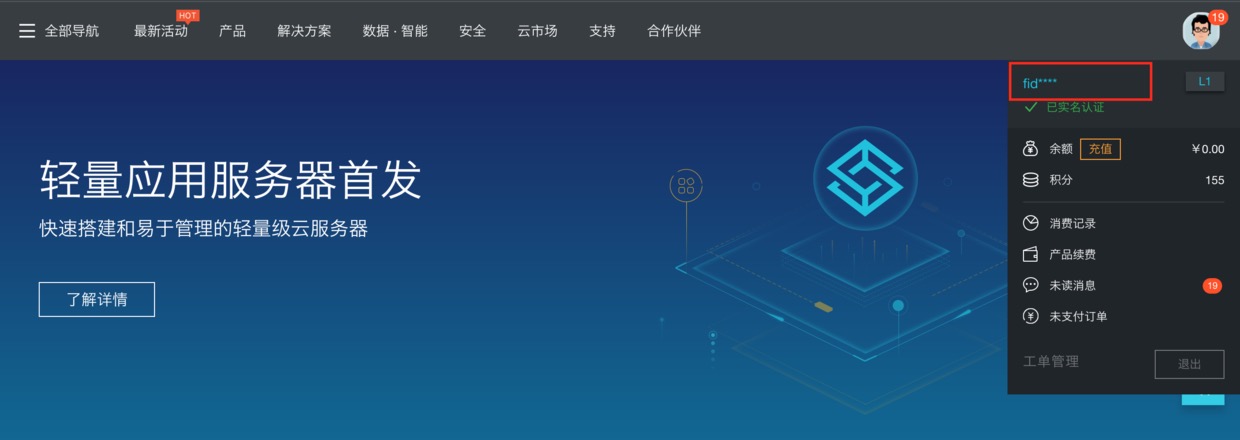 全部导航 最新活动 HOT 产品 解决方案 数据 · 智能 安全 云市场 支持 合作伙伴 19
fid**** L1
已实名认证
余额 充值 ¥0.00
积分 155
轻量应用服务器首发
快速搭建和易于管理的轻量级云服务器
了解详情
消费记录
产品续费
未读消息 19
未支付订单
工单管理 退出